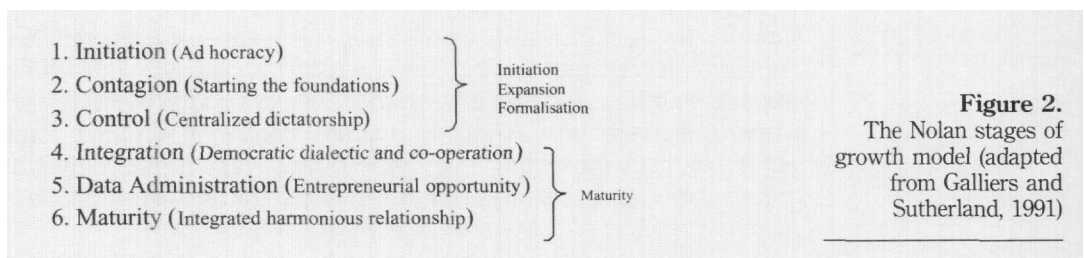 1. Initiation (Ad hocracy)
2. Contagion (Starting the foundations)
3. Control (Centralized dictatorship)
4. Integration (Democratic dialectic and co-operation)
5. Data Administration (Entrepreneurial opportunity)
6. Maturity (Integrated harmonious relationship)
Initiation
Expansion
Formalisation
Maturity
Figure 2.
The Nolan stages of
growth model (adapted
from Galliers and
Sutherland, 1991)